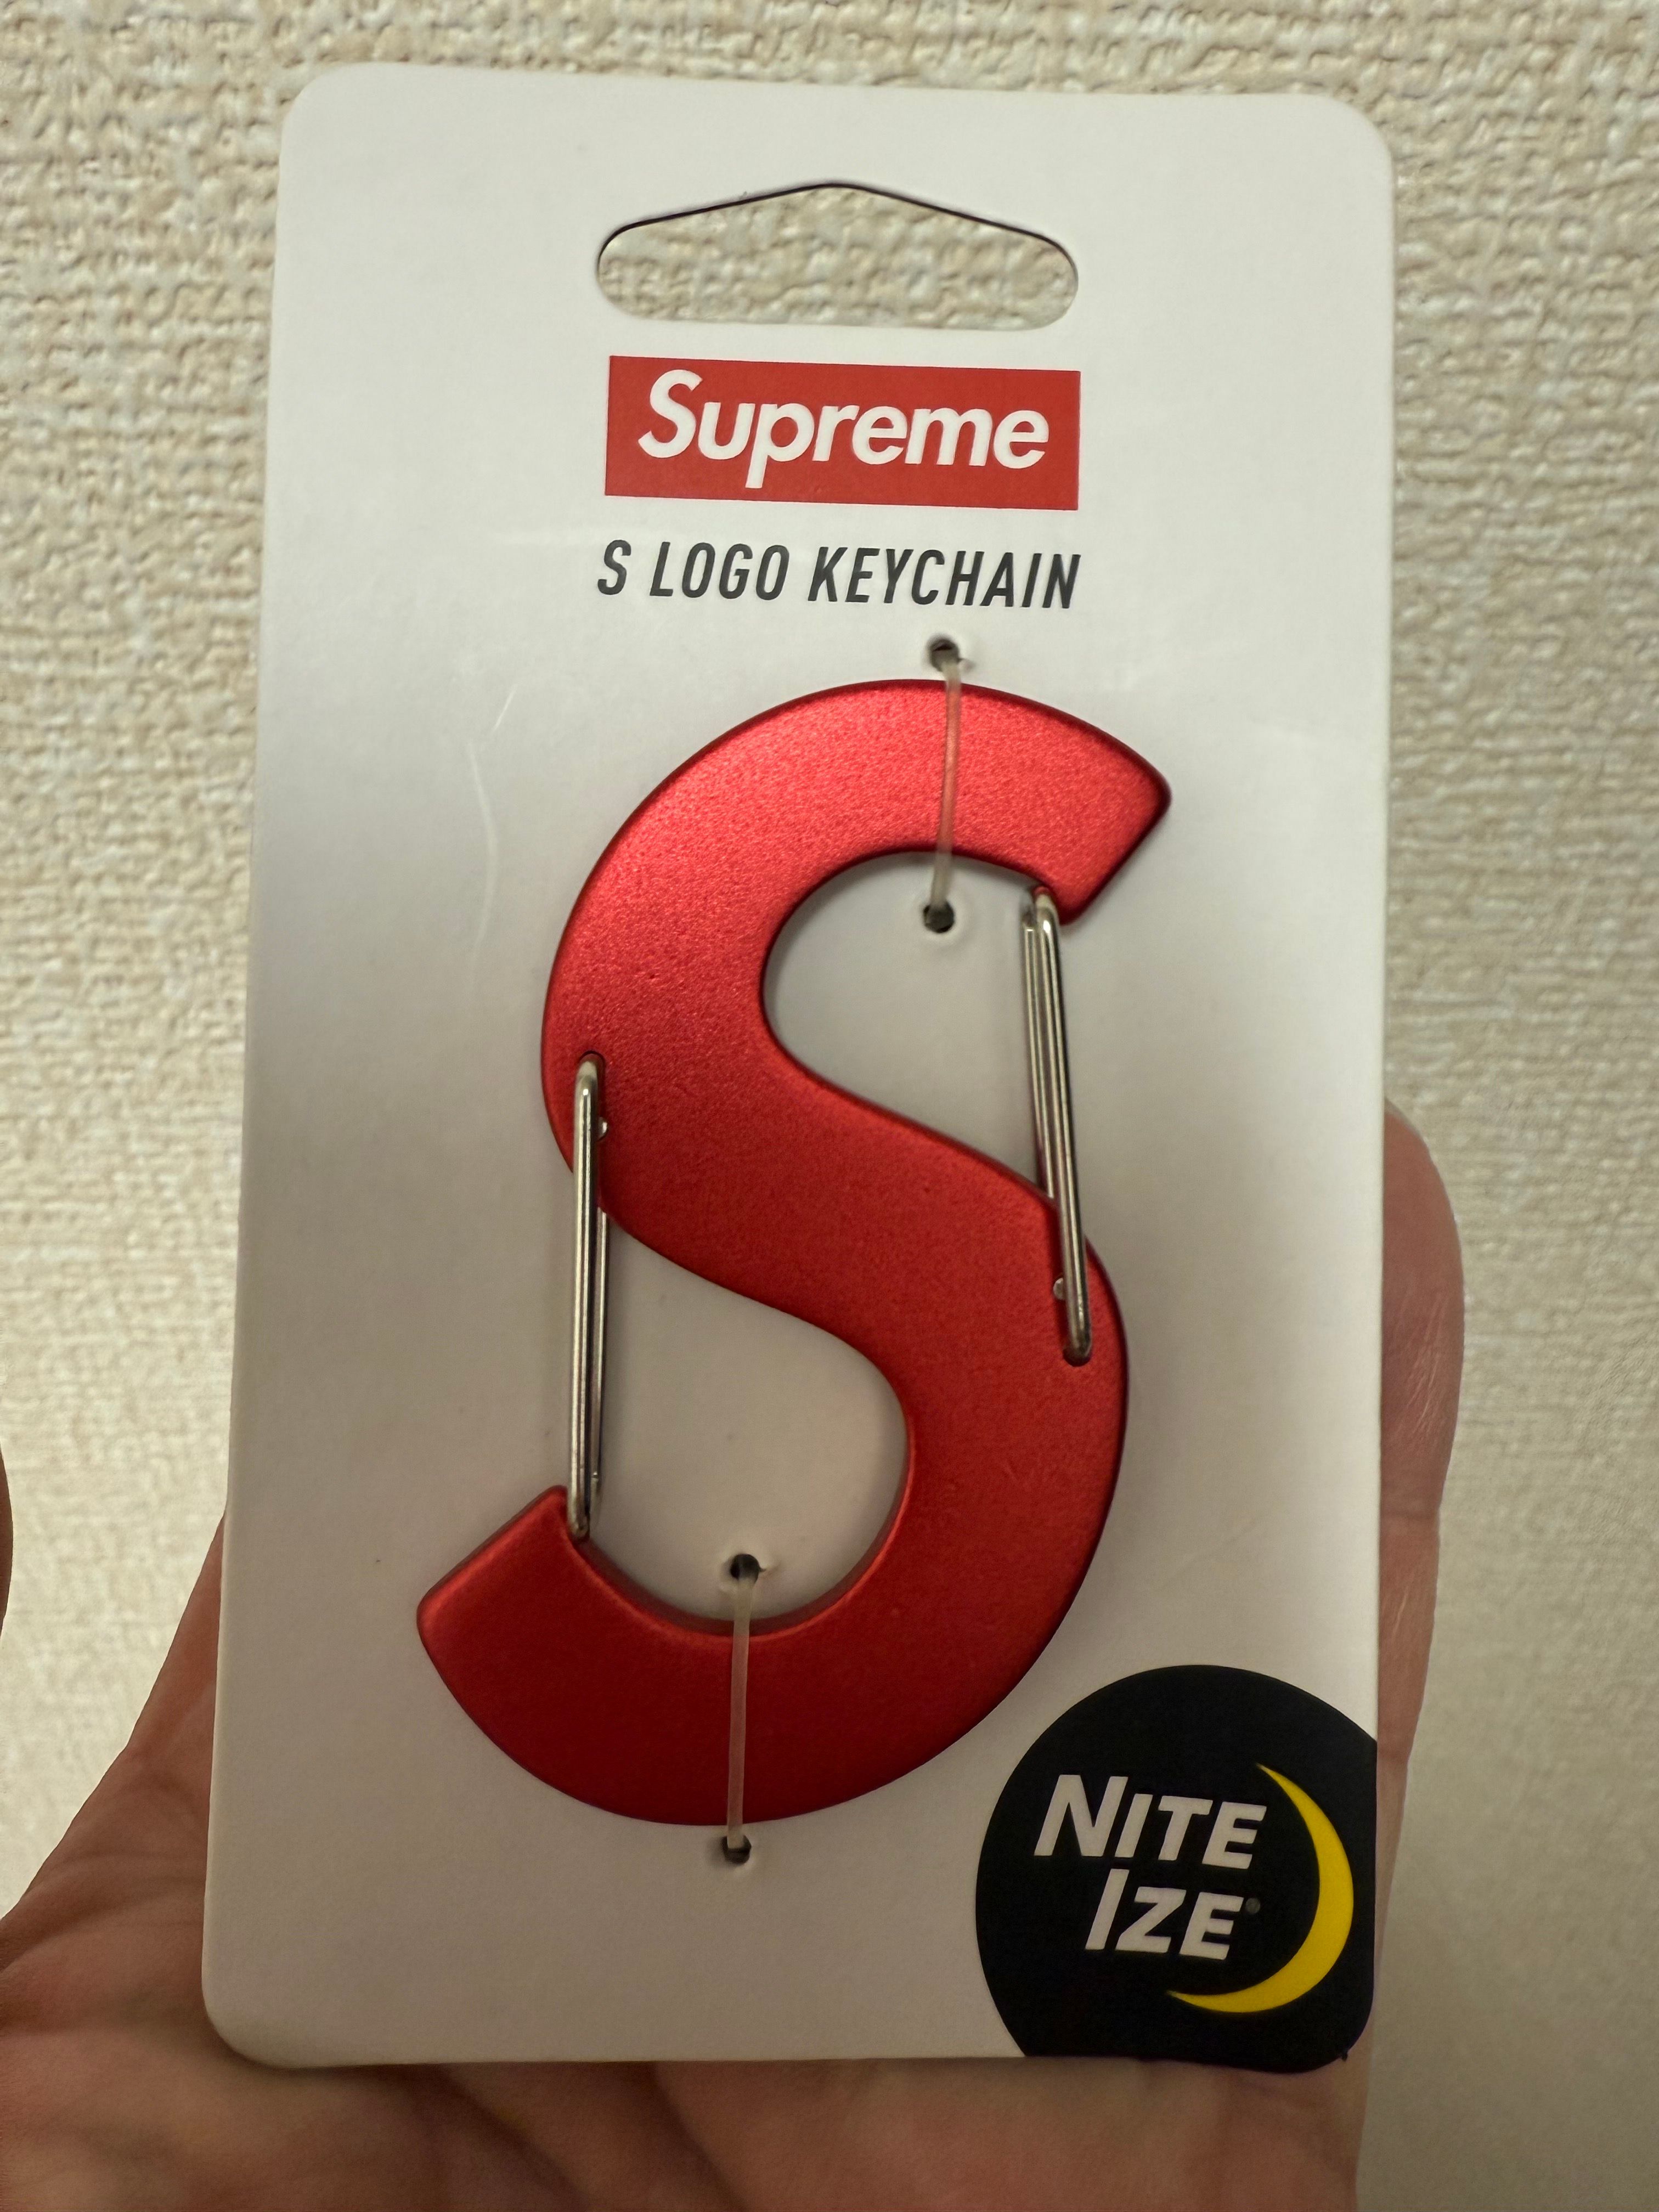 Supreme
S LOGO KEYCHAIN
NITE
IZE®